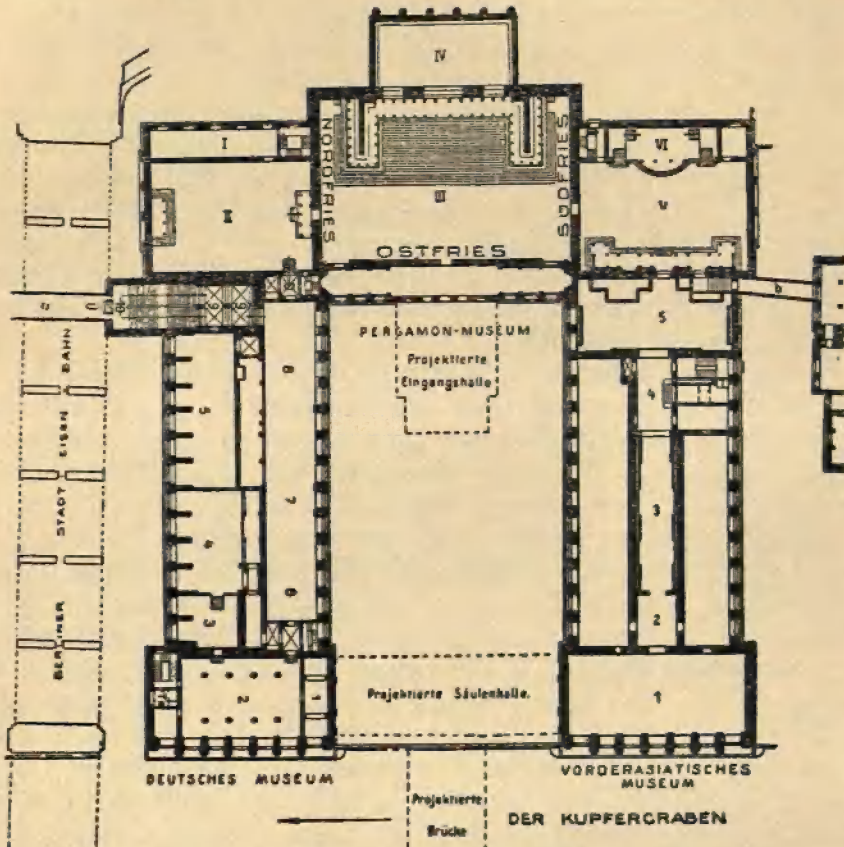 IV
I
VI
NORDFRIES
SÜDFRIES
II
III
V
OSTFRIES
a
b
5
PERGAMON-MUSEUM
Projektierte
Eingangshalle
BERLINER STADT EISEN BAHN
8
7
6
5
4
3
4
3
2
2
1
1
Projektierte Säulenhalle.
DEUTSCHES MUSEUM
VORDERASIATISCHES
MUSEUM
Projektierte
Brücke
DER KUPFERGRABEN